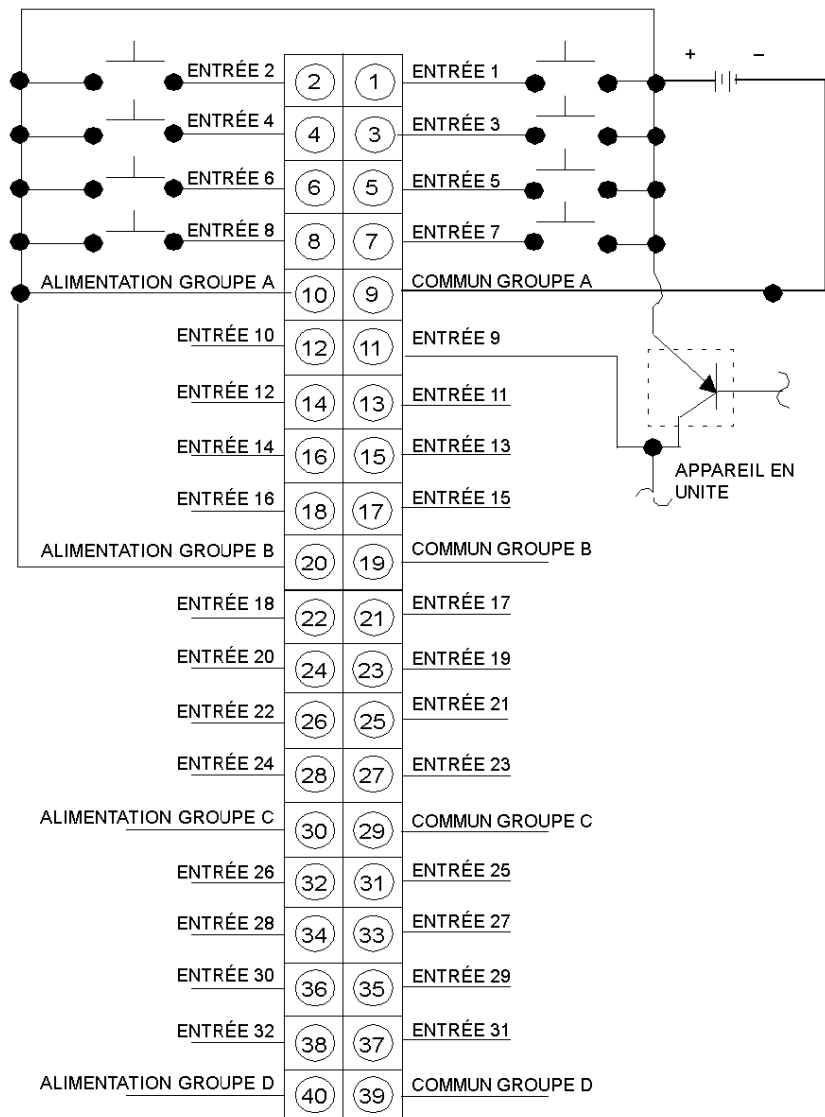 + −
ENTRÉE 2 2 1 ENTRÉE 1
ENTRÉE 4 4 3 ENTRÉE 3
ENTRÉE 6 6 5 ENTRÉE 5
ENTRÉE 8 8 7 ENTRÉE 7
ALIMENTATION GROUPE A 10 9 COMMUN GROUPE A
ENTRÉE 10 12 11 ENTRÉE 9
ENTRÉE 12 14 13 ENTRÉE 11
ENTRÉE 14 16 15 ENTRÉE 13
APPAREIL EN
UNITE
ENTRÉE 16 18 17 ENTRÉE 15
ALIMENTATION GROUPE B 20 19 COMMUN GROUPE B
ENTRÉE 18 22 21 ENTRÉE 17
ENTRÉE 20 24 23 ENTRÉE 19
ENTRÉE 22 26 25 ENTRÉE 21
ENTRÉE 24 28 27 ENTRÉE 23
ALIMENTATION GROUPE C 30 29 COMMUN GROUPE C
ENTRÉE 26 32 31 ENTRÉE 25
ENTRÉE 28 34 33 ENTRÉE 27
ENTRÉE 30 36 35 ENTRÉE 29
ENTRÉE 32 38 37 ENTRÉE 31
ALIMENTATION GROUPE D 40 39 COMMUN GROUPE D